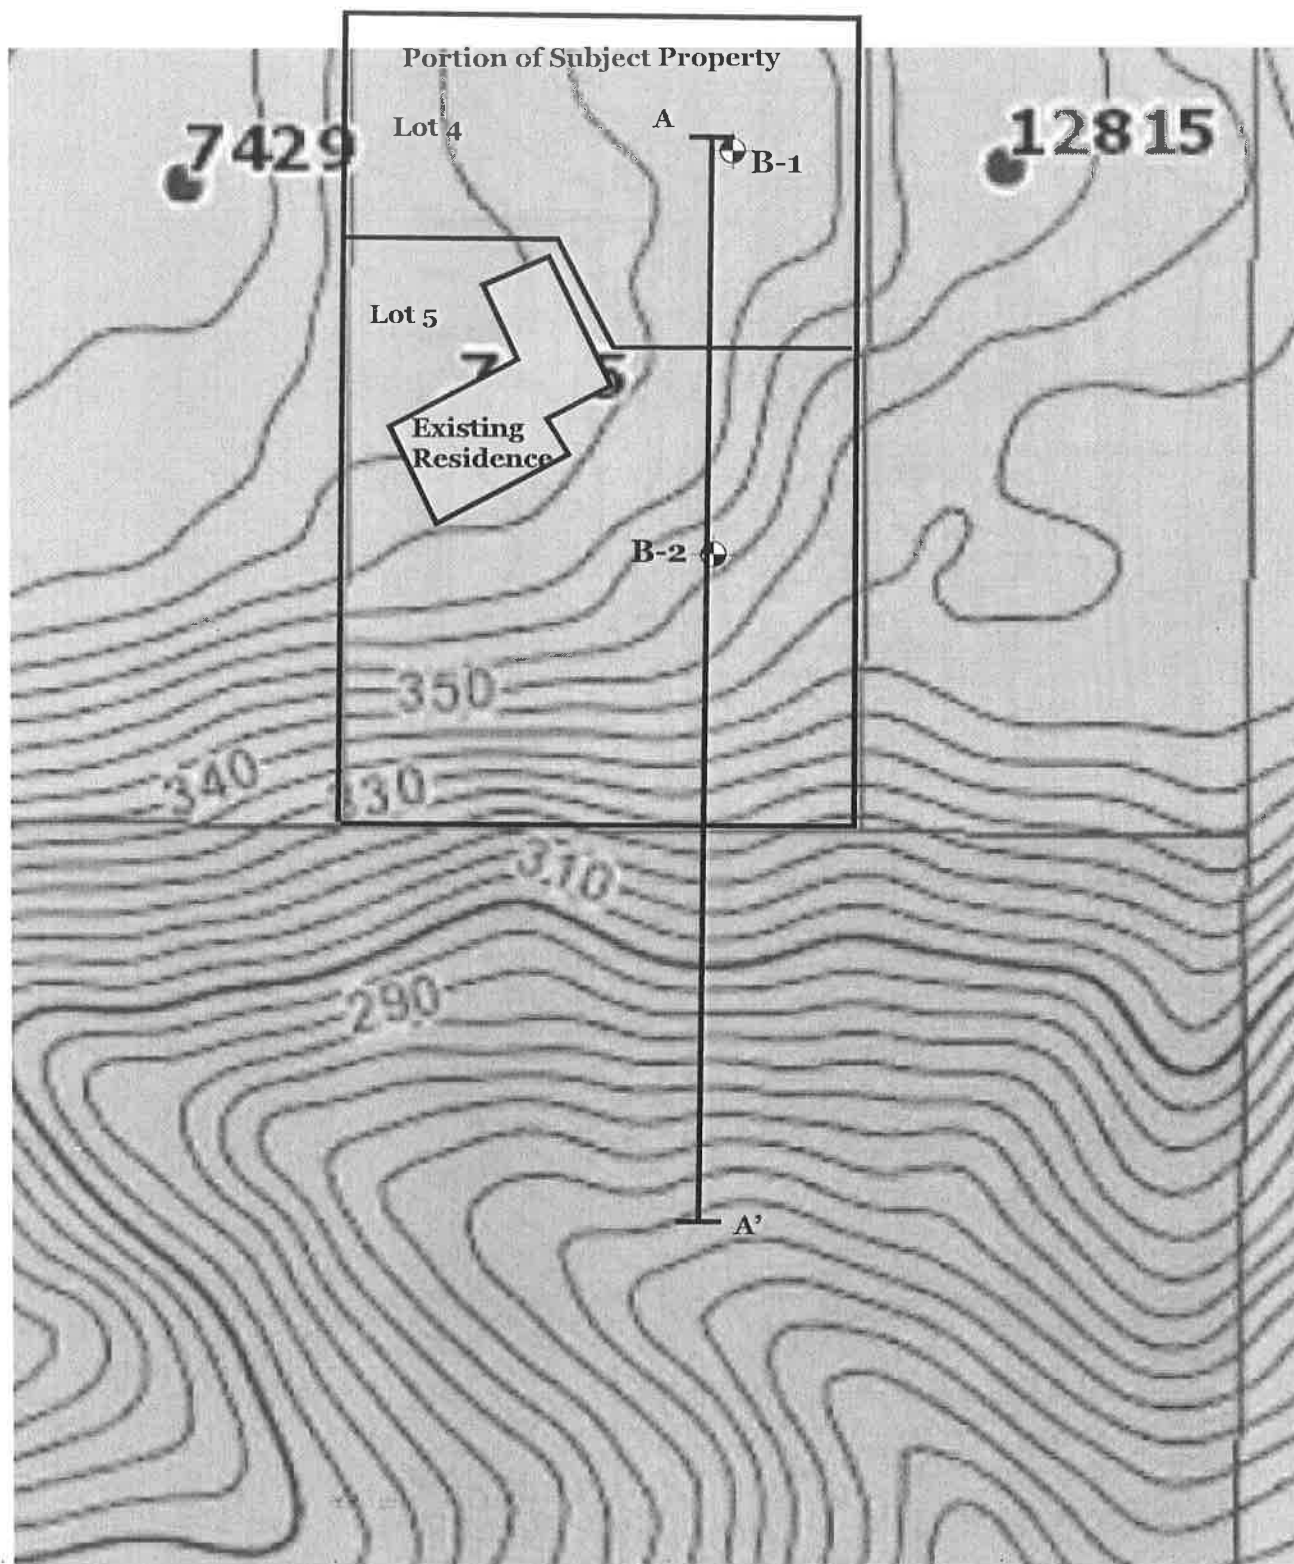 Portion of Subject Property
Lot 4
A
B-1
7429
12815
Lot 5
Existing
Residence
B-2
350
340
330
310
290
A'